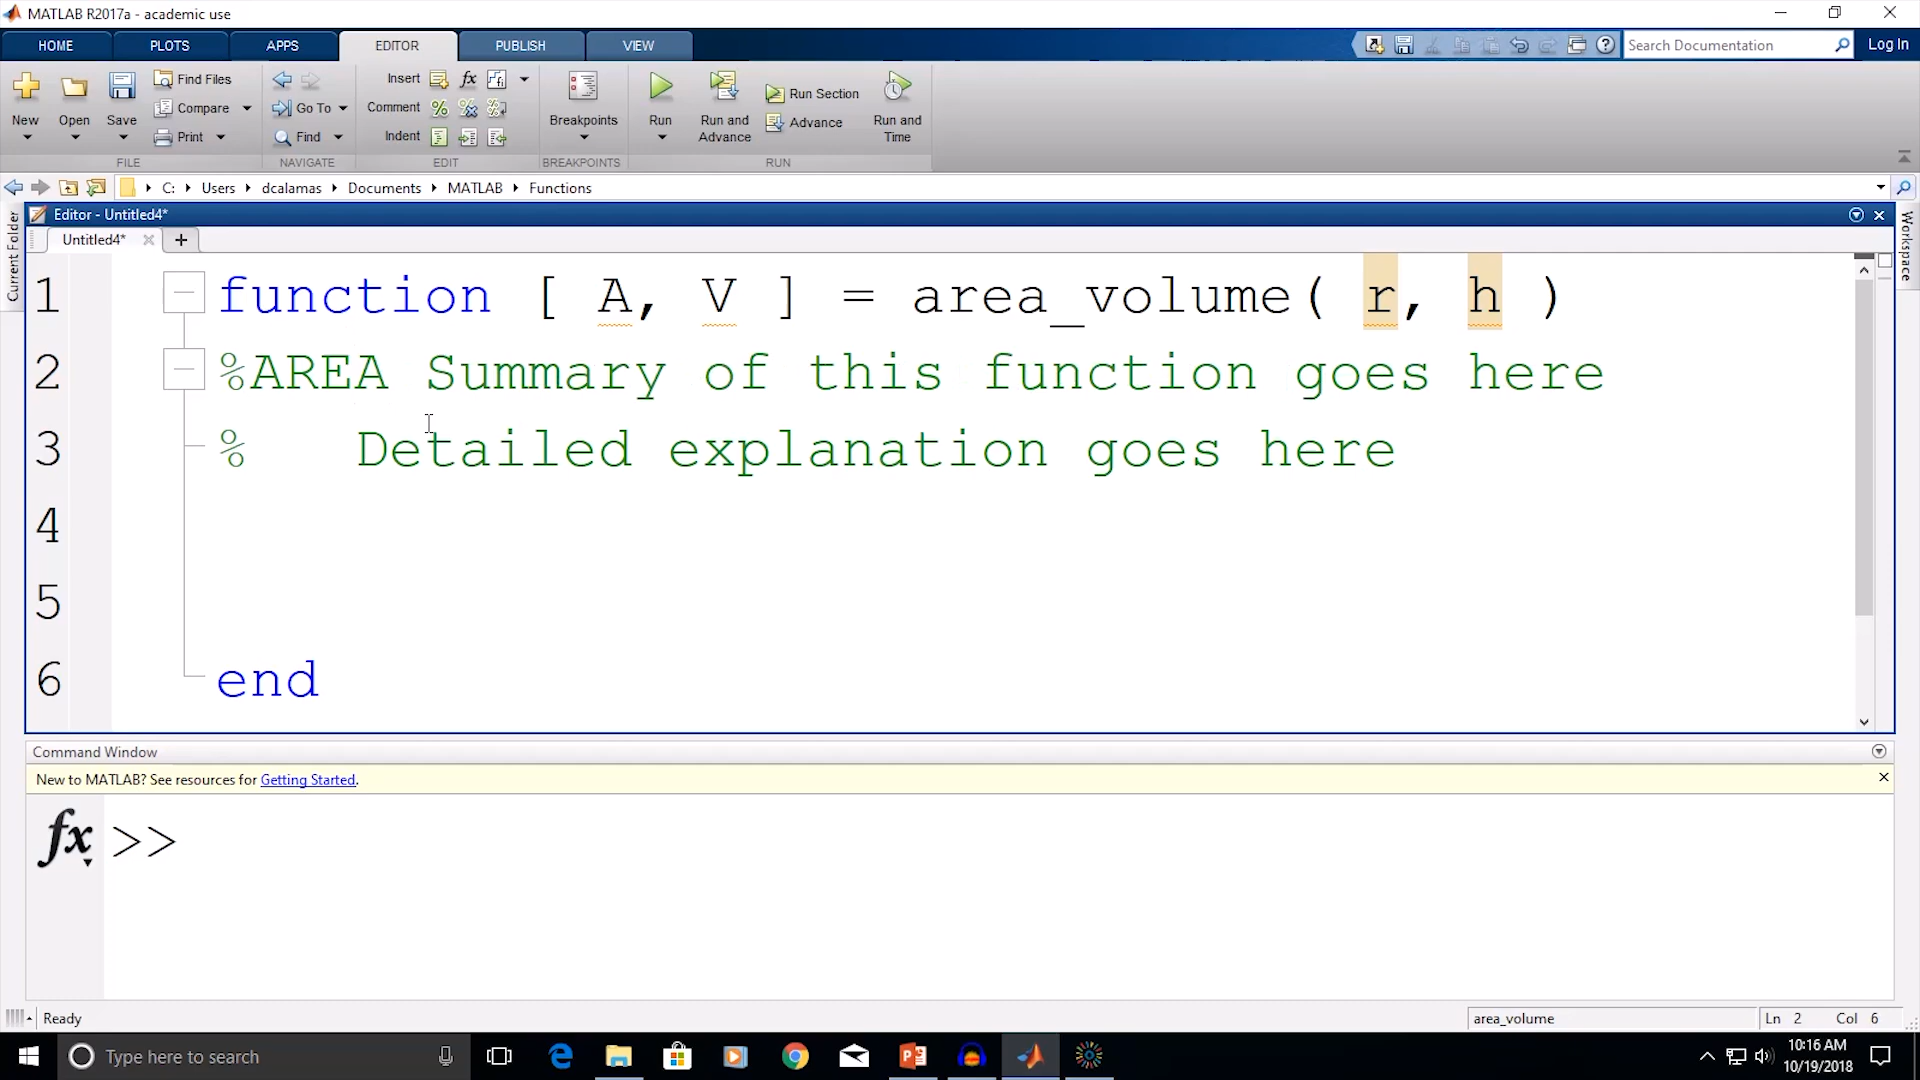 MATLAB R2017a - academic use
HOME PLOTS APPS EDITOR PUBLISH VIEW Search Documentation Log In
New Open Save Find Files Compare Print Go To Find Insert Comment Indent Breakpoints Run Run and Advance Run Section Advance Run and Time
FILE NAVIGATE EDIT BREAKPOINTS RUN
C: Users dcalamas Documents MATLAB Functions
Current Folder
Workspace
Editor - Untitled4*
Untitled4*
1 function [ A, V ] = area_volume( r, h )
2 %AREA Summary of this function goes here
3 %   Detailed explanation goes here
4
5
6 end
Command Window
New to MATLAB? See resources for Getting Started.
fx >>
Ready area_volume Ln 2 Col 6
Type here to search 10:16 AM
10/19/2018